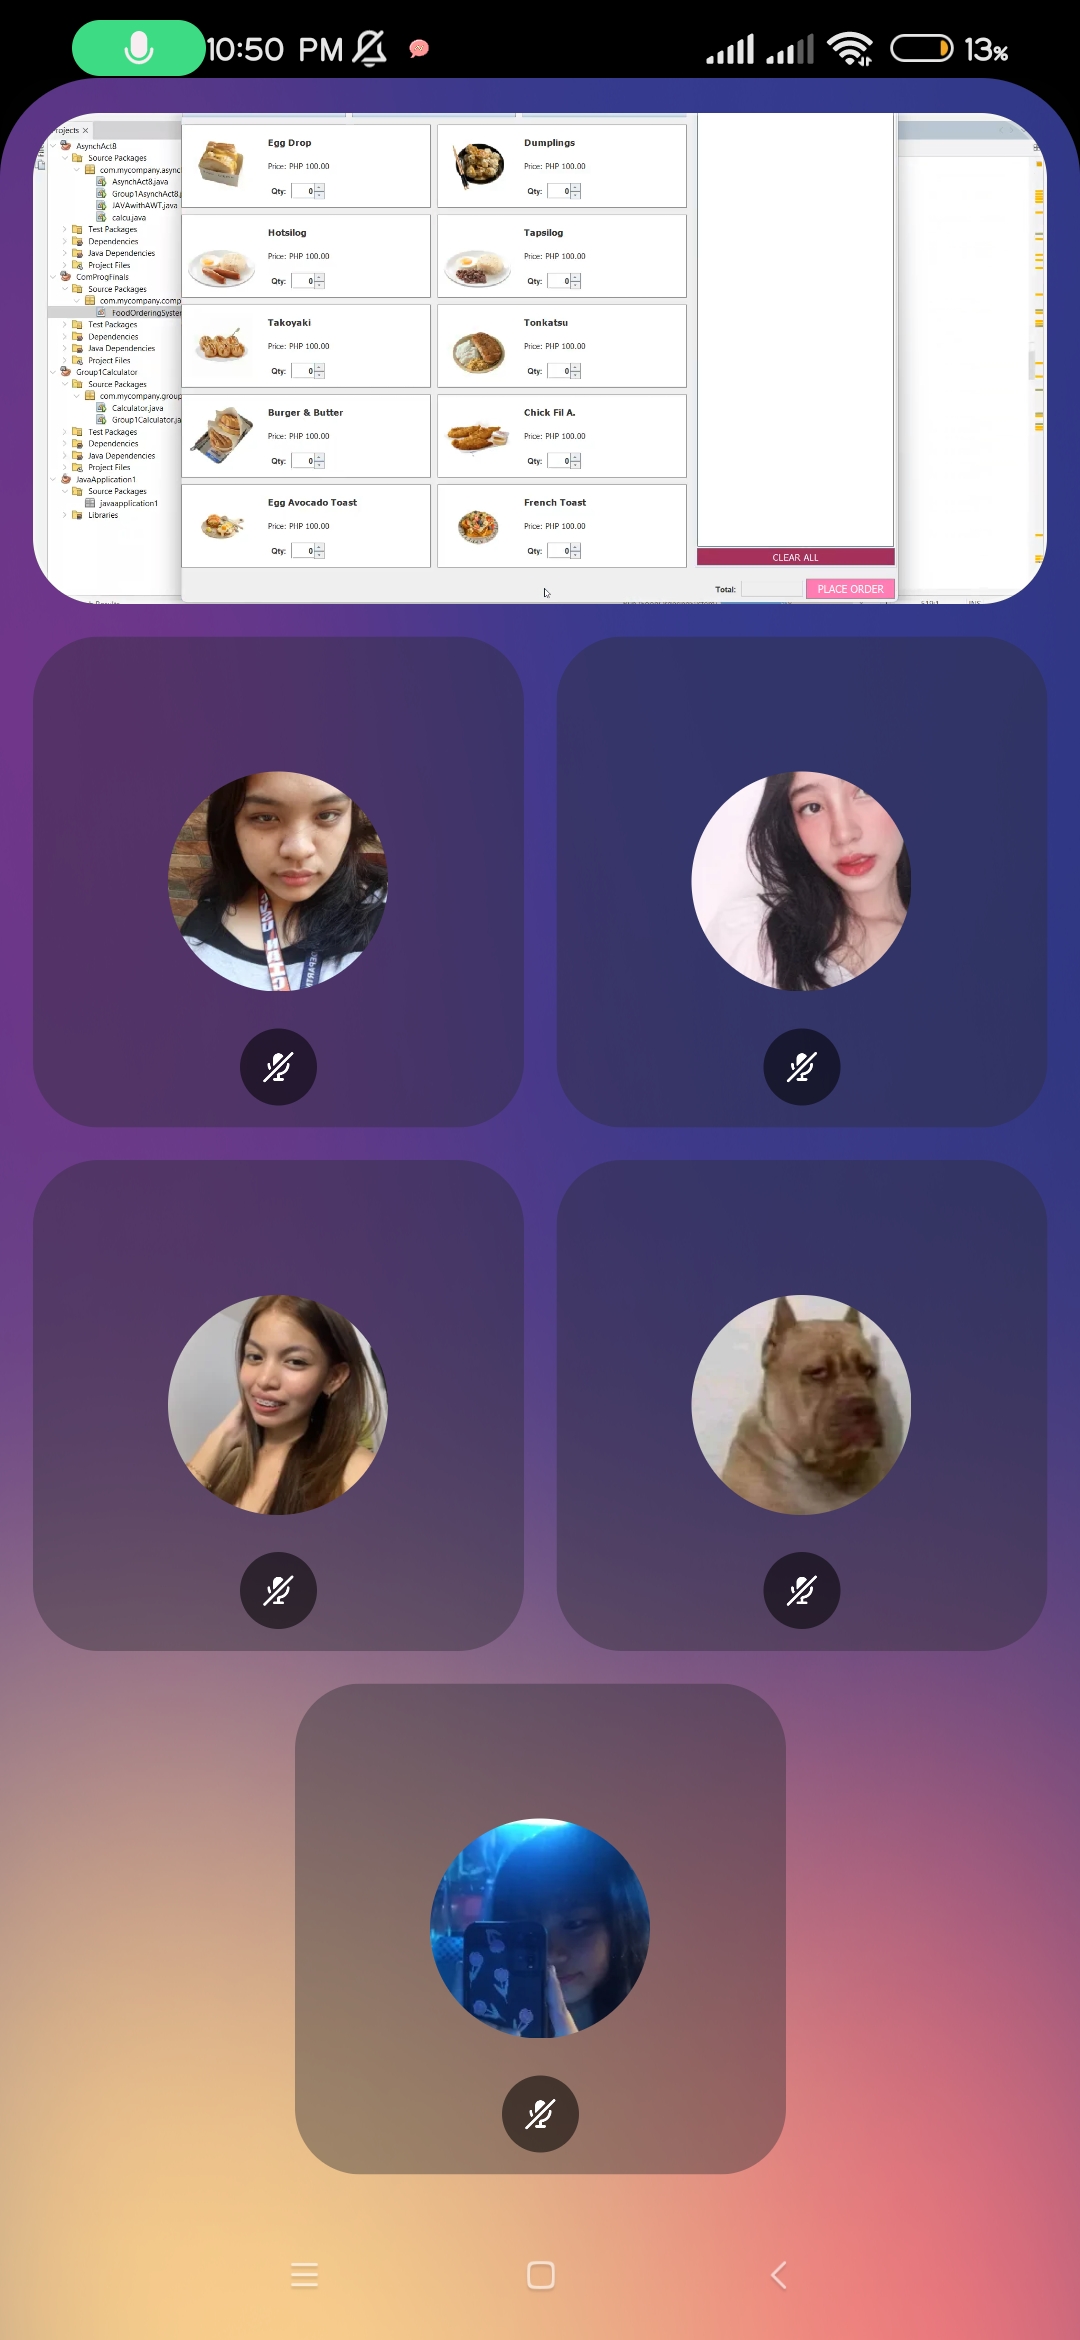 10:50 PM
13%
rojects
AsynchAct8
Source Packages
com.mycompany.async
AsynchAct8.java
Group1AsynchAct8.j
JAVAwithAWT.java
calcu.java
Test Packages
Dependencies
Java Dependencies
Project Files
ComProgFinals
Source Packages
com.mycompany.comp
FoodOrderingSyster
Test Packages
Dependencies
Java Dependencies
Project Files
Group1Calculator
Source Packages
com.mycompany.group
Calculator.java
Group1Calculator.ja
Test Packages
Dependencies
Java Dependencies
Project Files
JavaApplication1
Source Packages
javaapplication1
Libraries
Egg Drop
Price: PHP 100.00
Qty: 0
Dumplings
Price: PHP 100.00
Qty: 0
Hotsilog
Price: PHP 100.00
Qty: 0
Tapsilog
Price: PHP 100.00
Qty: 0
Takoyaki
Price: PHP 100.00
Qty: 0
Tonkatsu
Price: PHP 100.00
Qty: 0
Burger & Butter
Price: PHP 100.00
Qty: 0
Chick Fil A.
Price: PHP 100.00
Qty: 0
Egg Avocado Toast
Price: PHP 100.00
Qty: 0
French Toast
Price: PHP 100.00
Qty: 0
CLEAR ALL
Total:
PLACE ORDER